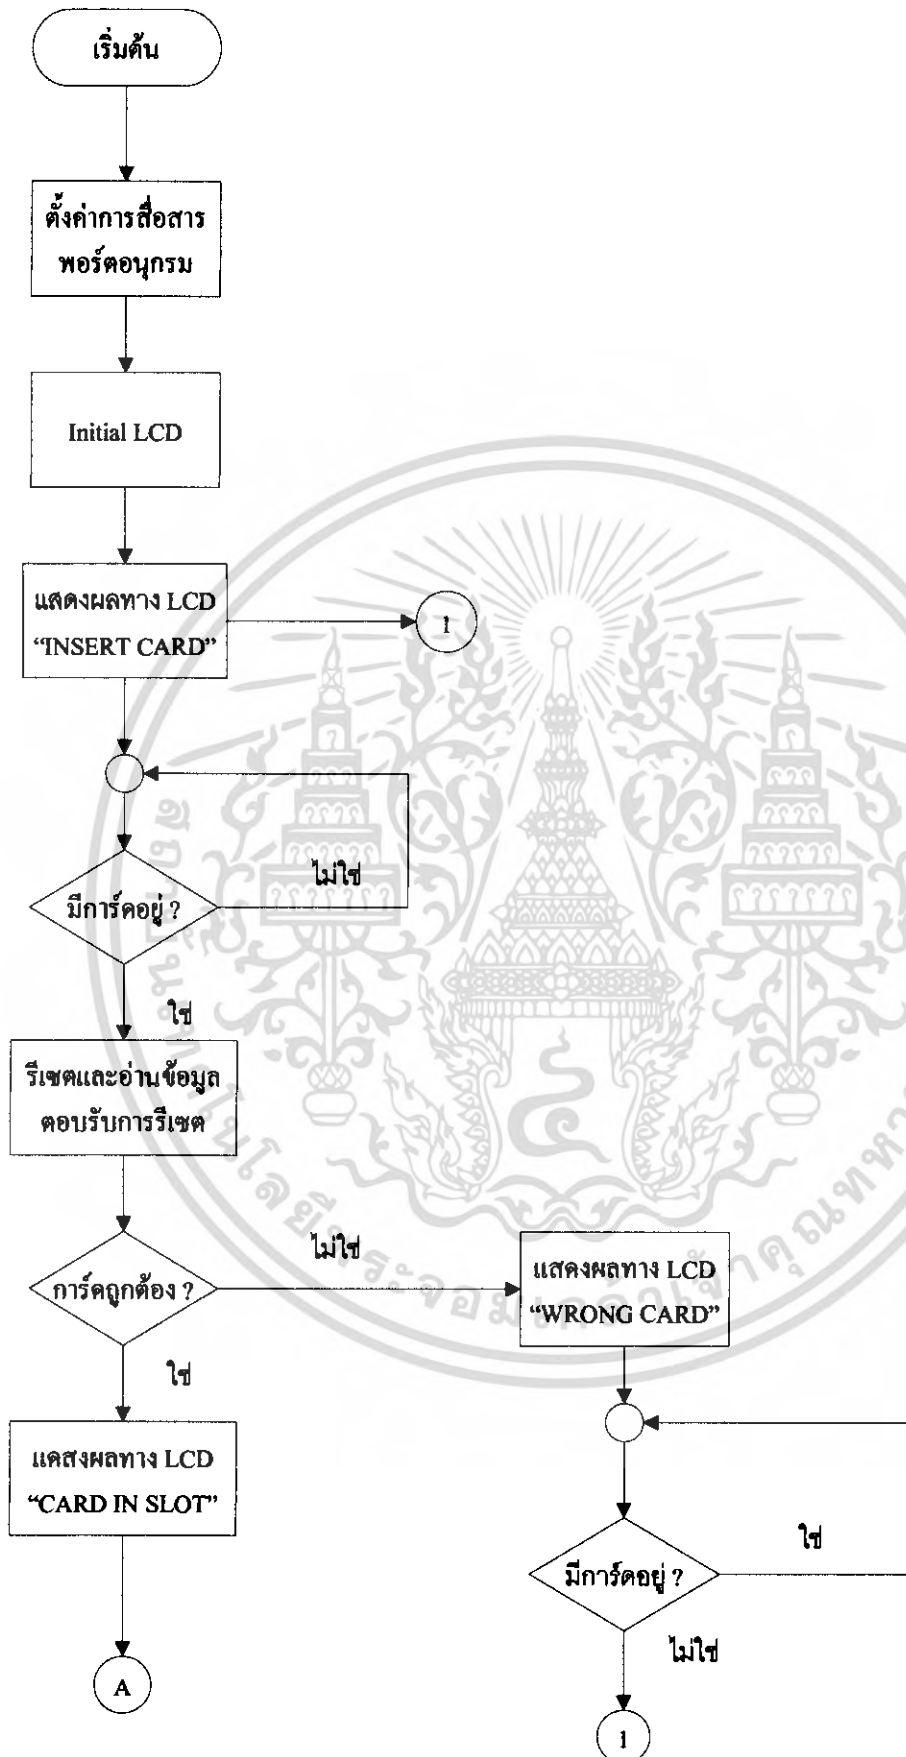 เริ่มต้น
ตั้งค่าการสื่อสาร
พอร์ตอนุกรม
Initial LCD
แสดงผลทาง LCD
“INSERT CARD”
1
มีการ์ดอยู่ ?
ไม่ใช่
ใช่
รีเซตและอ่านข้อมูล
ตอบรับการรีเซต
การ์ดถูกต้อง ?
ไม่ใช่
แสดงผลทาง LCD
“WRONG CARD”
ใช่
แดสงผลทาง LCD
“CARD IN SLOT”
มีการ์ดอยู่ ?
ใช่
ไม่ใช่
A
1